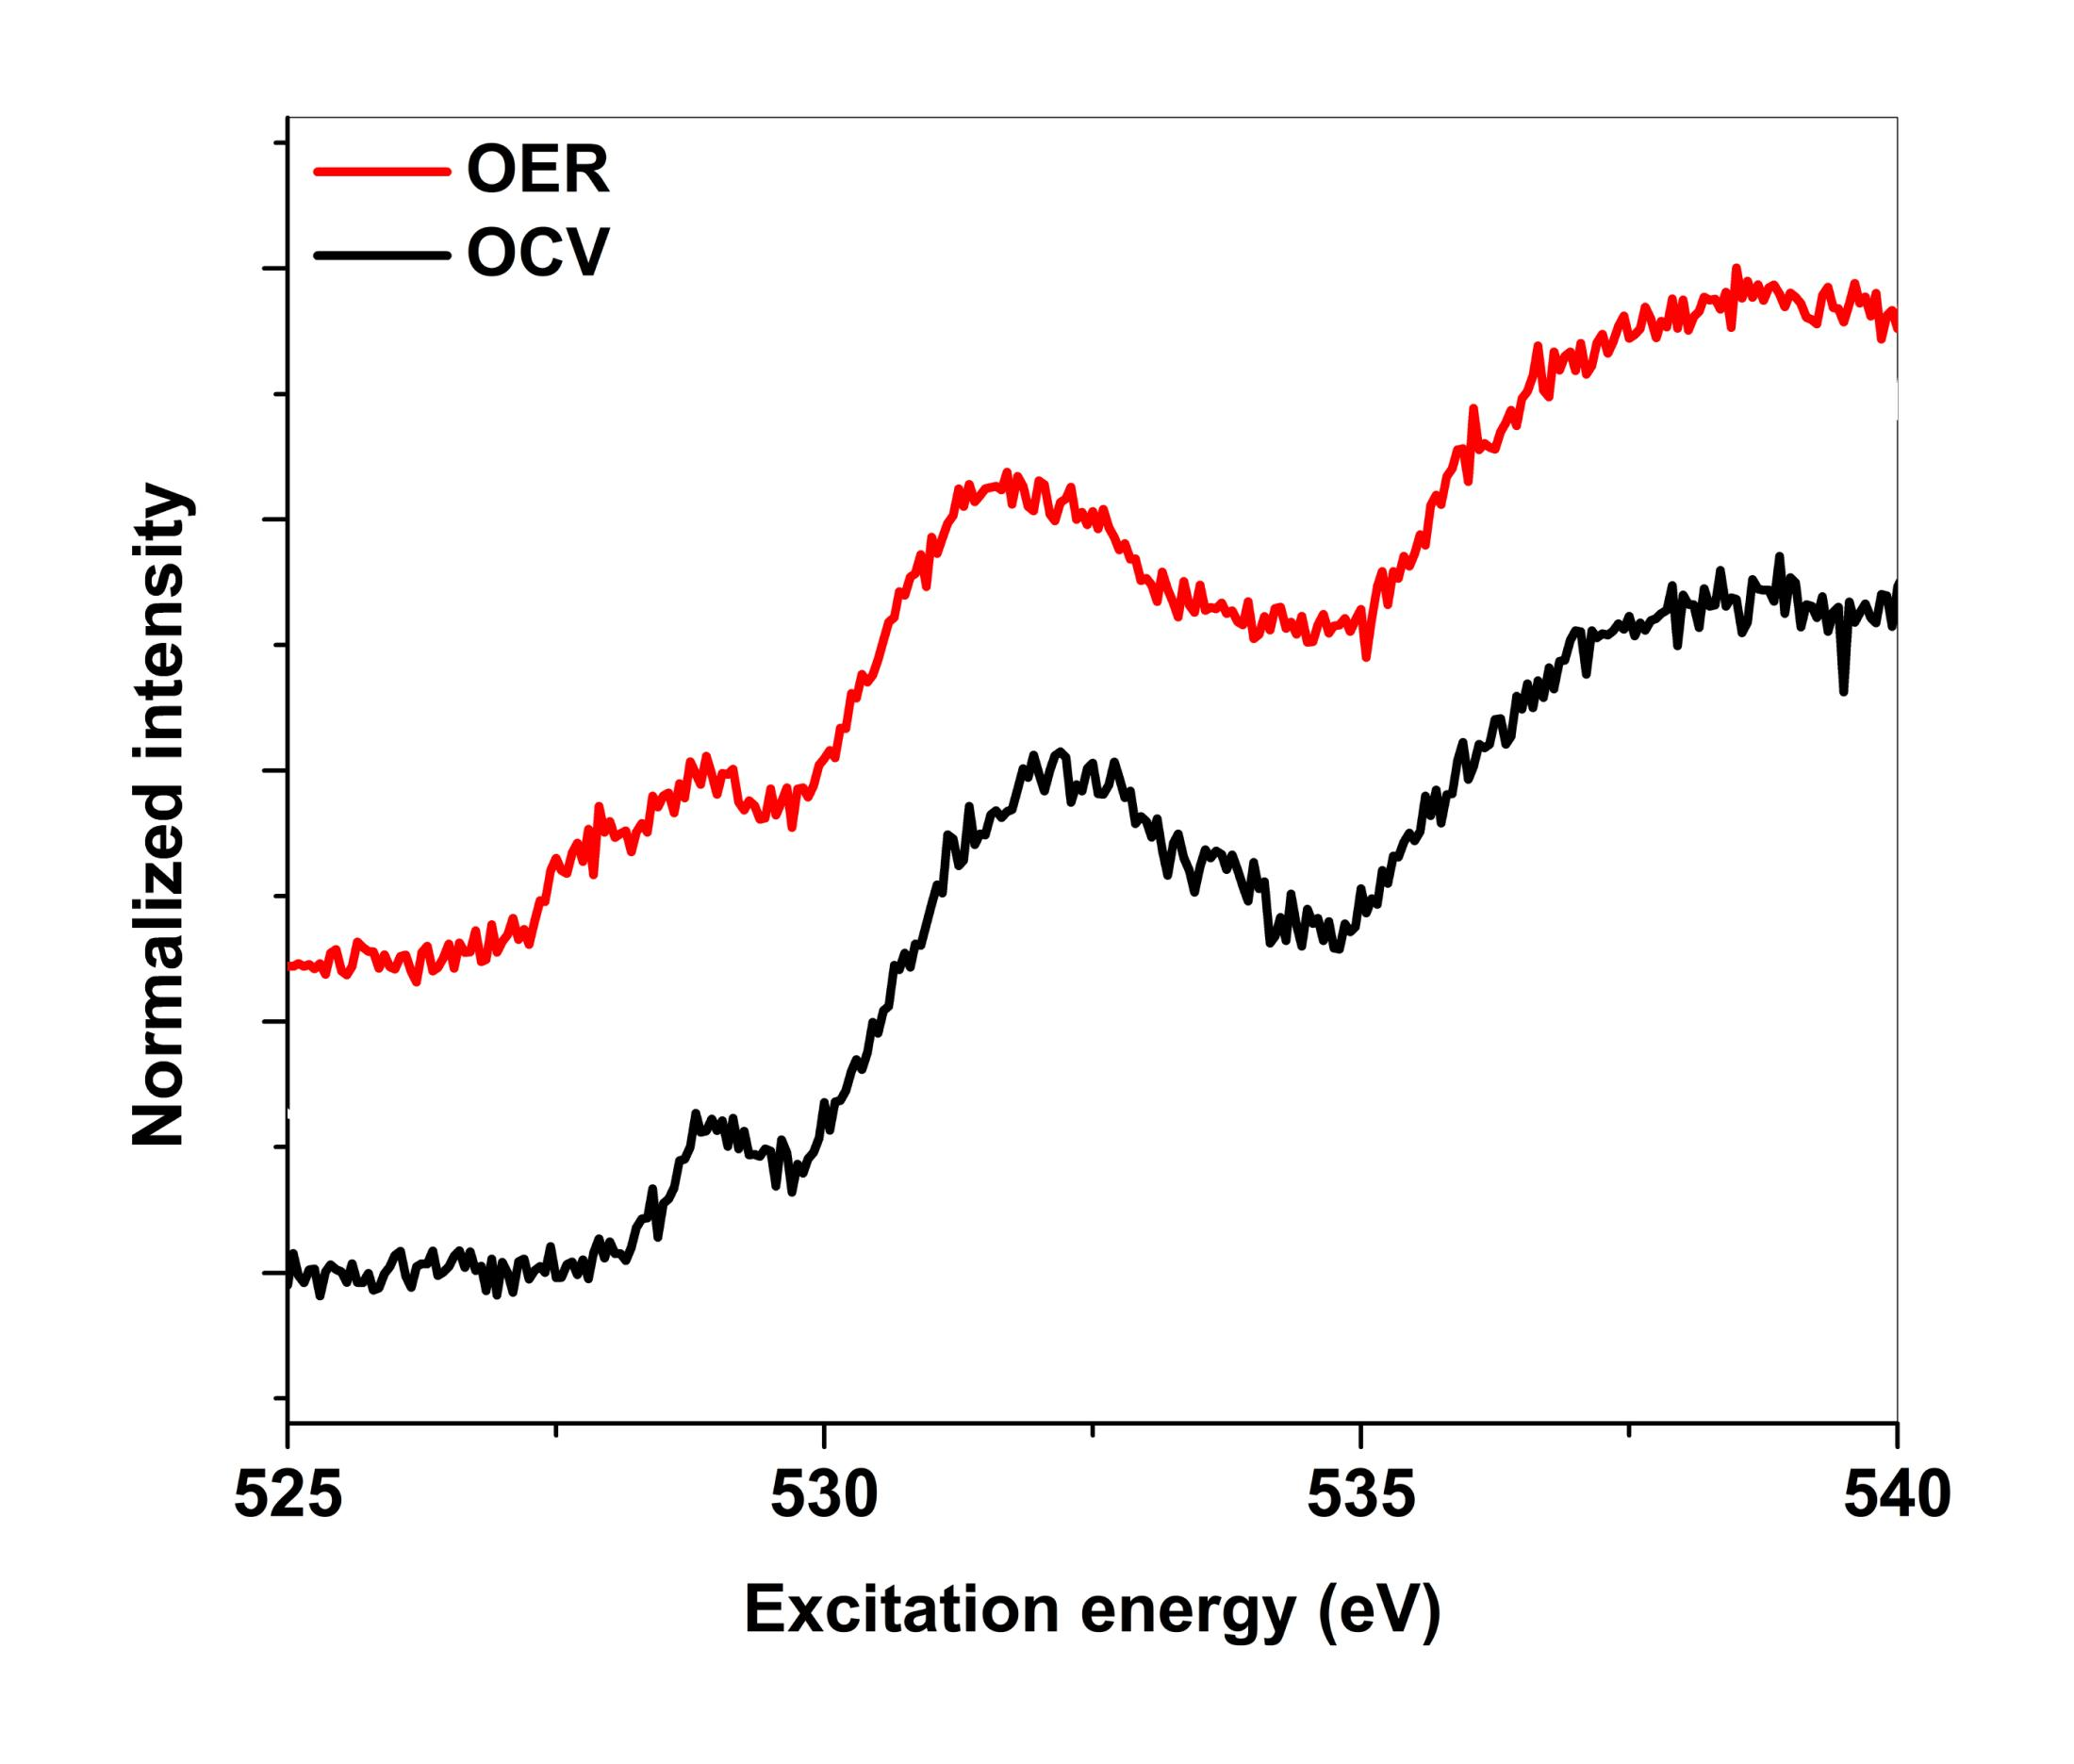 OER
OCV
Normalized intensity
525 530 535 540
Excitation energy (eV)